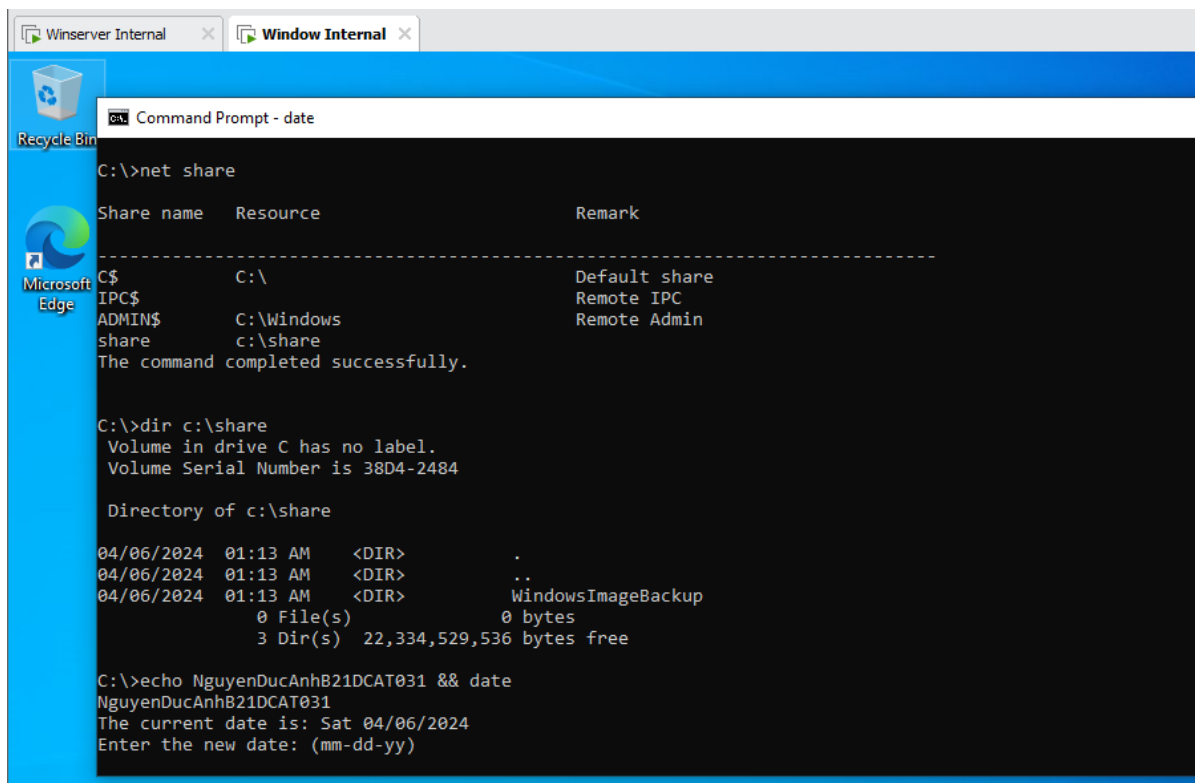 Winserver Internal
Window Internal
Recycle Bin
Microsoft
Edge
Command Prompt - date
C:\>net share
Share name   Resource                        Remark
-------------------------------------------------------------------------------
C$           C:\                             Default share
IPC$                                         Remote IPC
ADMIN$       C:\Windows                      Remote Admin
share        c:\share
The command completed successfully.
C:\>dir c:\share
 Volume in drive C has no label.
 Volume Serial Number is 38D4-2484
 Directory of c:\share
04/06/2024  01:13 AM    <DIR>          .
04/06/2024  01:13 AM    <DIR>          ..
04/06/2024  01:13 AM    <DIR>          WindowsImageBackup
               0 File(s)              0 bytes
               3 Dir(s)  22,334,529,536 bytes free
C:\>echo NguyenDucAnhB21DCAT031 && date
NguyenDucAnhB21DCAT031
The current date is: Sat 04/06/2024
Enter the new date: (mm-dd-yy)